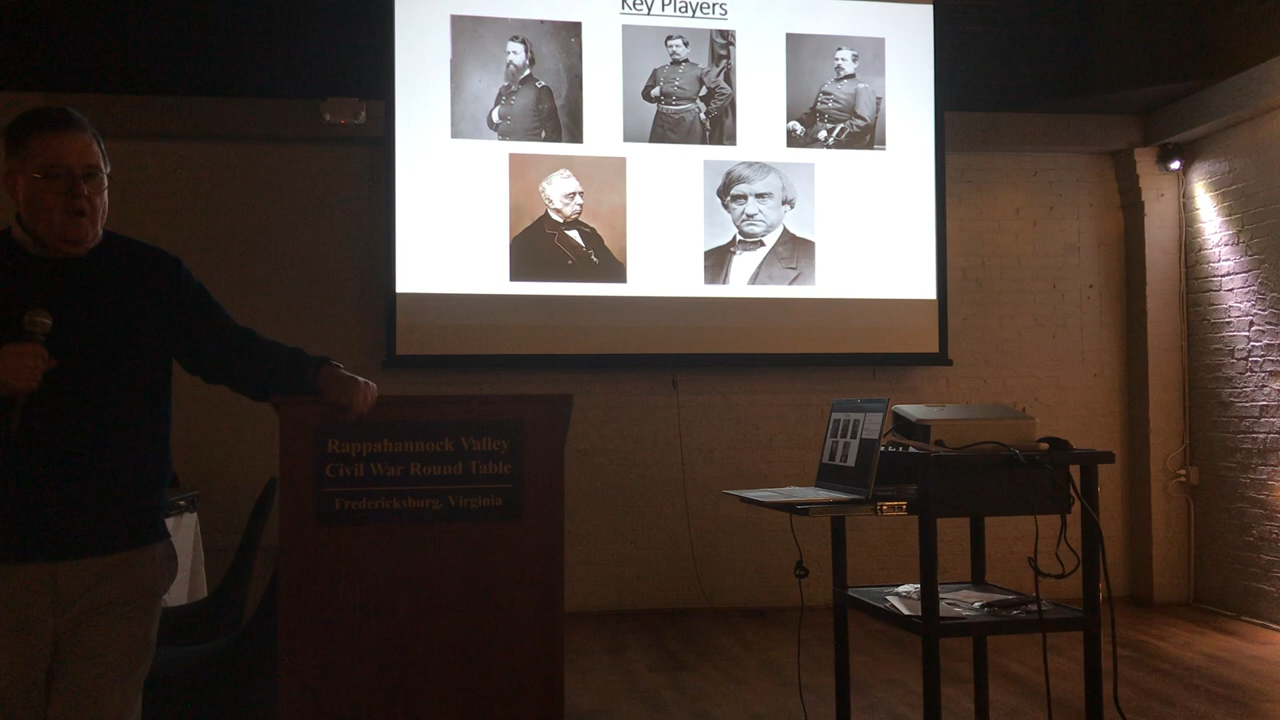 Key Players
Rappahannock Valley
Civil War Round Table
Fredericksburg, Virginia